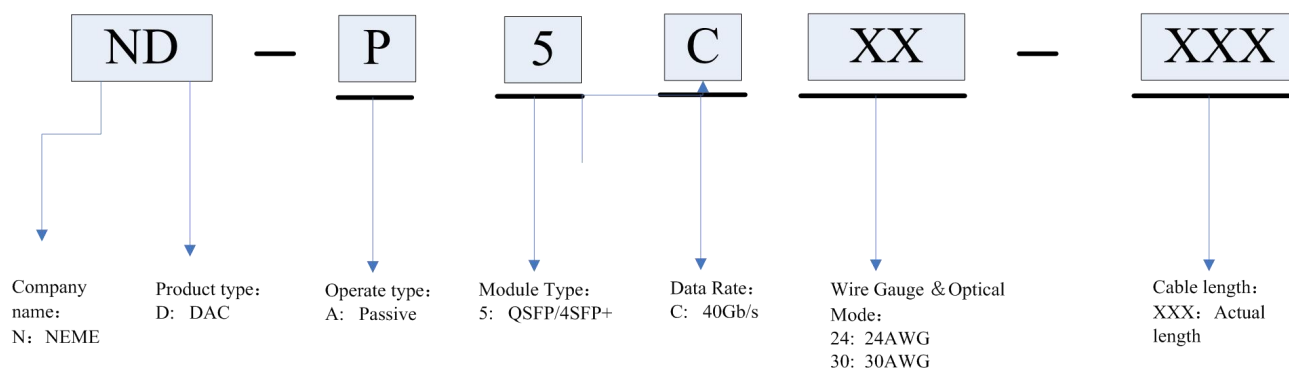 ND — P 5 C XX — XXX
Company
name：
N： NEME
Product type：
D： DAC
Operate type：
A： Passive
Module Type：
5： QSFP/4SFP+
Data Rate：
C： 40Gb/s
Wire Gauge ＆Optical
Mode：
24： 24AWG
30： 30AWG
Cable length：
XXX： Actual
length